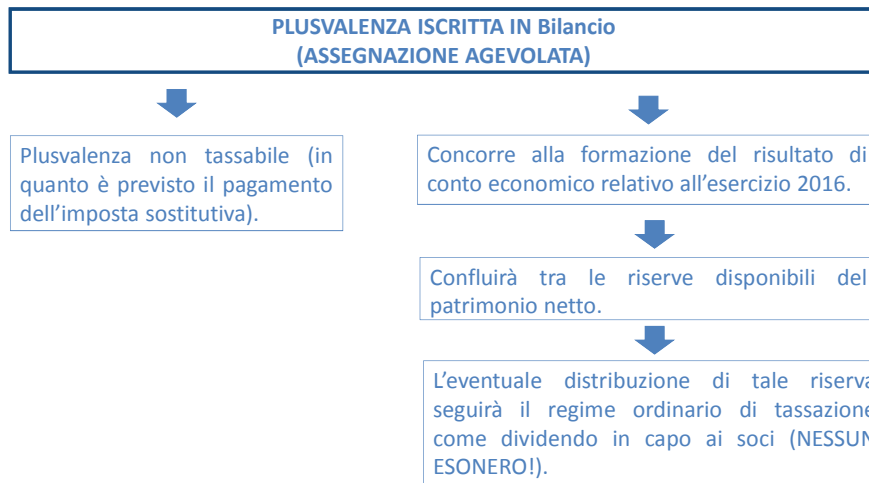 PLUSVALENZA ISCRITTA IN Bilancio
(ASSEGNAZIONE AGEVOLATA)
Plusvalenza non tassabile (in
quanto è previsto il pagamento
dell'imposta sostitutiva).
Concorre alla formazione del risultato di
conto economico relativo all'esercizio 2016.
Confluirà tra le riserve disponibili del
patrimonio netto.
L'eventuale distribuzione di tale riserva
seguirà il regime ordinario di tassazione
come dividendo in capo ai soci (NESSUN
ESONERO!).